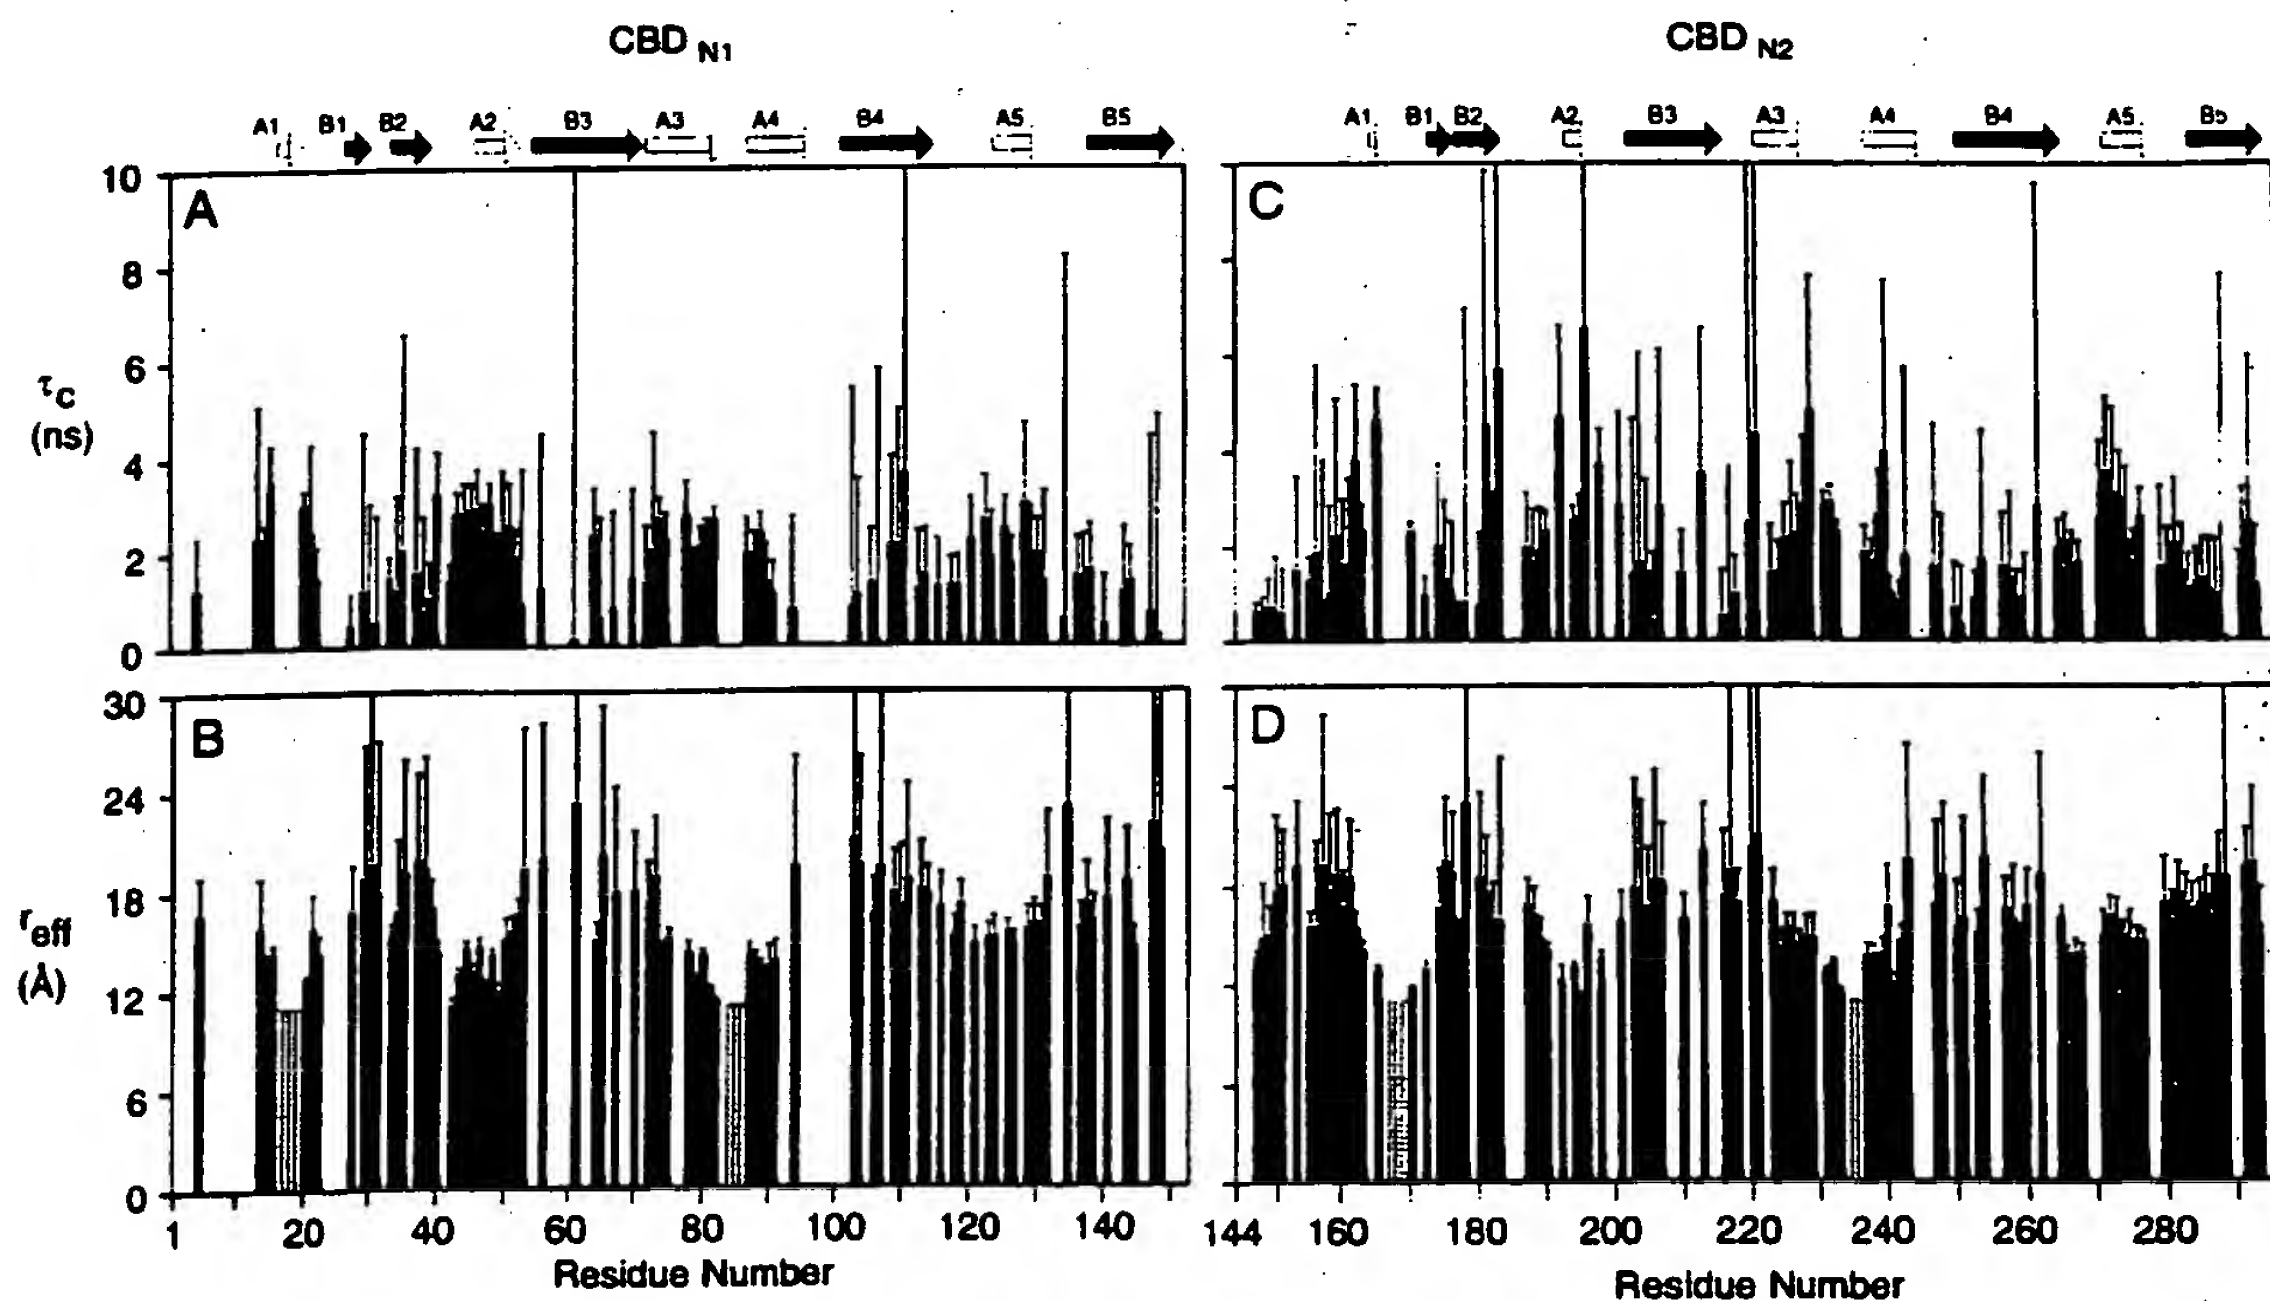 CBD N1
CBD N2
A1 B1 B2 A2 B3 A3 A4 B4 A5 B5
A1 B1 B2 A2 B3 A3 A4 B4 A5 B5
A
C
10
8
6
4
2
0
τc
(ns)
B
D
30
24
18
12
6
0
reff
(Å)
1 20 40 60 80 100 120 140
144 160 180 200 220 240 260 280
Residue Number
Residue Number